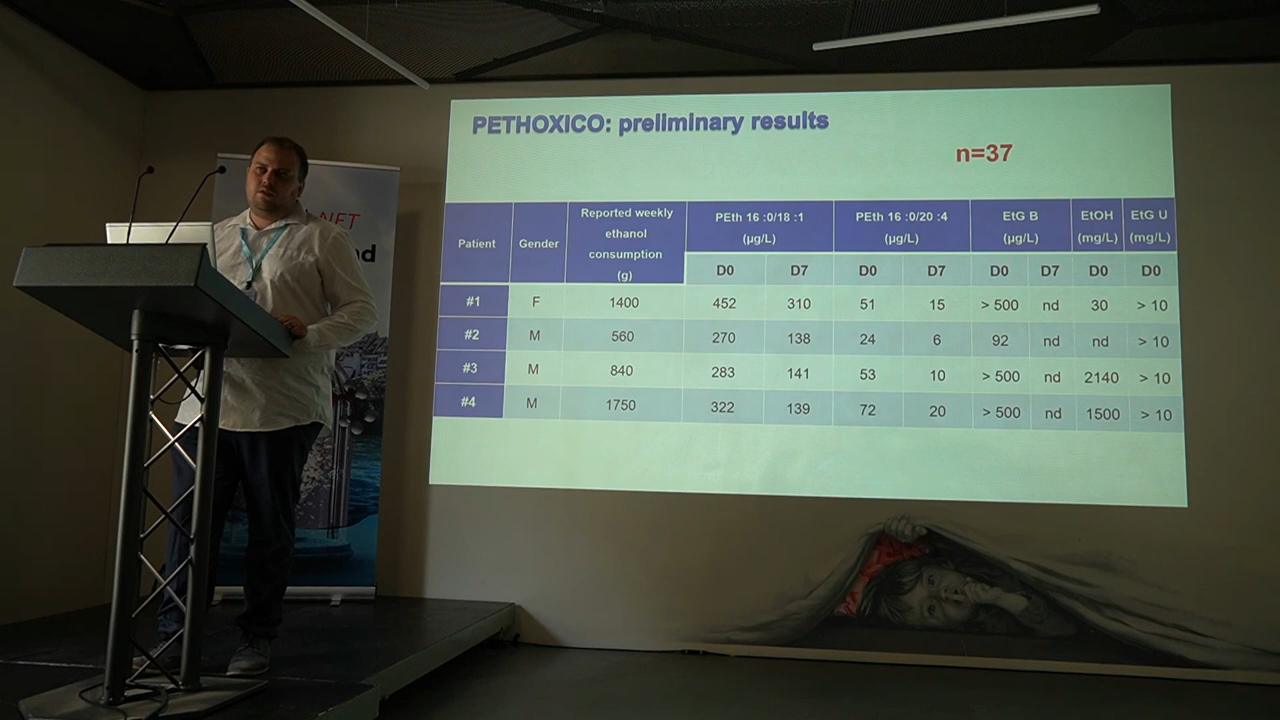 PETHOXICO: preliminary results
n=37
Patient Gender Reported weekly ethanol consumption (g) PEth 16 :0/18 :1 (µg/L) PEth 16 :0/20 :4 (µg/L) EtG B (µg/L) EtOH (mg/L) EtG U (mg/L)
D0 D7 D0 D7 D0 D7 D0 D0
#1 F 1400 452 310 51 15 > 500 nd 30 > 10
#2 M 560 270 138 24 6 92 nd nd > 10
#3 M 840 283 141 53 10 > 500 nd 2140 > 10
#4 M 1750 322 139 72 20 > 500 nd 1500 > 10
NET